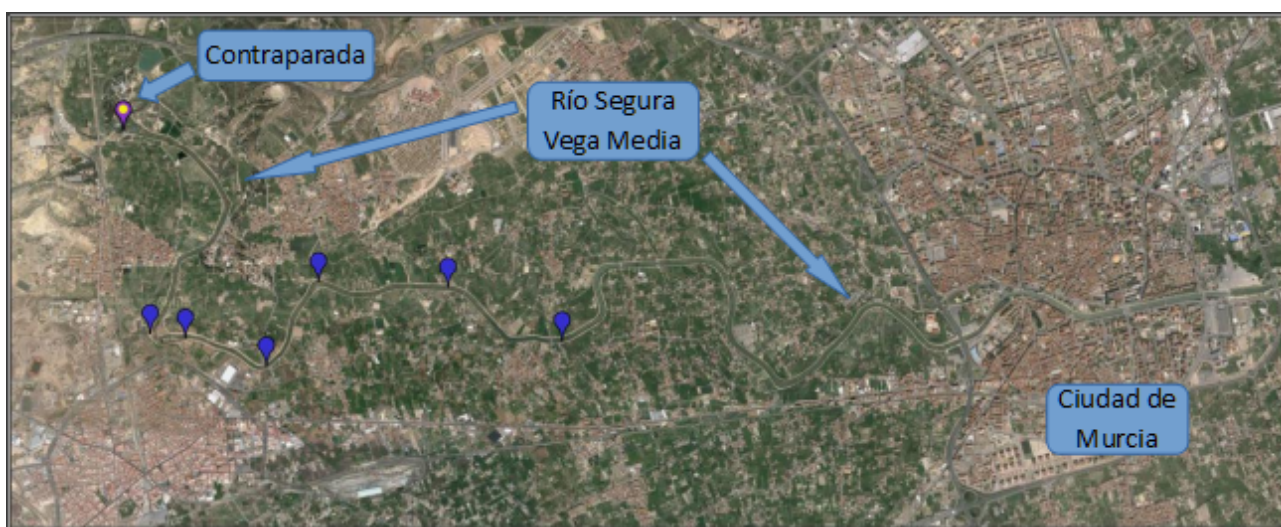 Contraparada
Río Segura
Vega Media
Ciudad de
Murcia